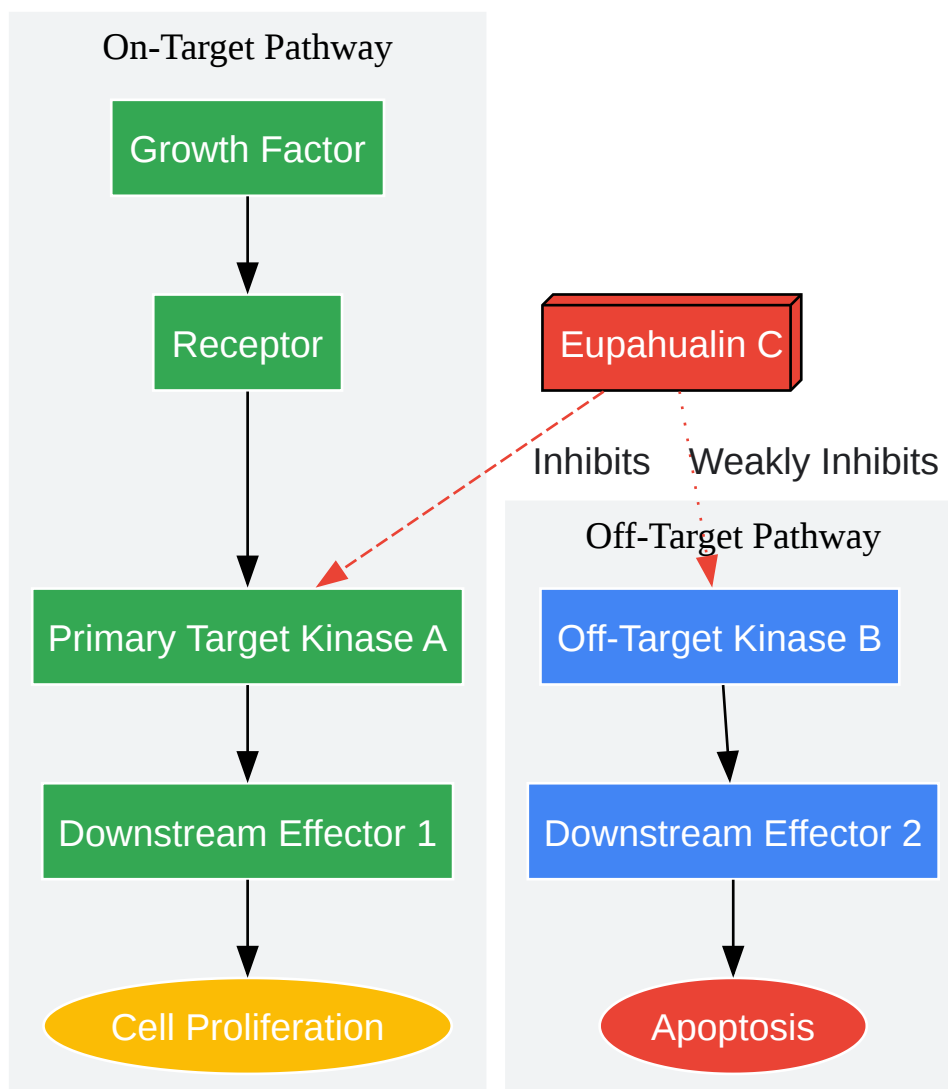 On-Target Pathway
Growth Factor
Receptor
Eupahualin C
Inhibits
Weakly Inhibits
Off-Target Pathway
Primary Target Kinase A
Off-Target Kinase B
Downstream Effector 1
Downstream Effector 2
Cell Proliferation
Apoptosis